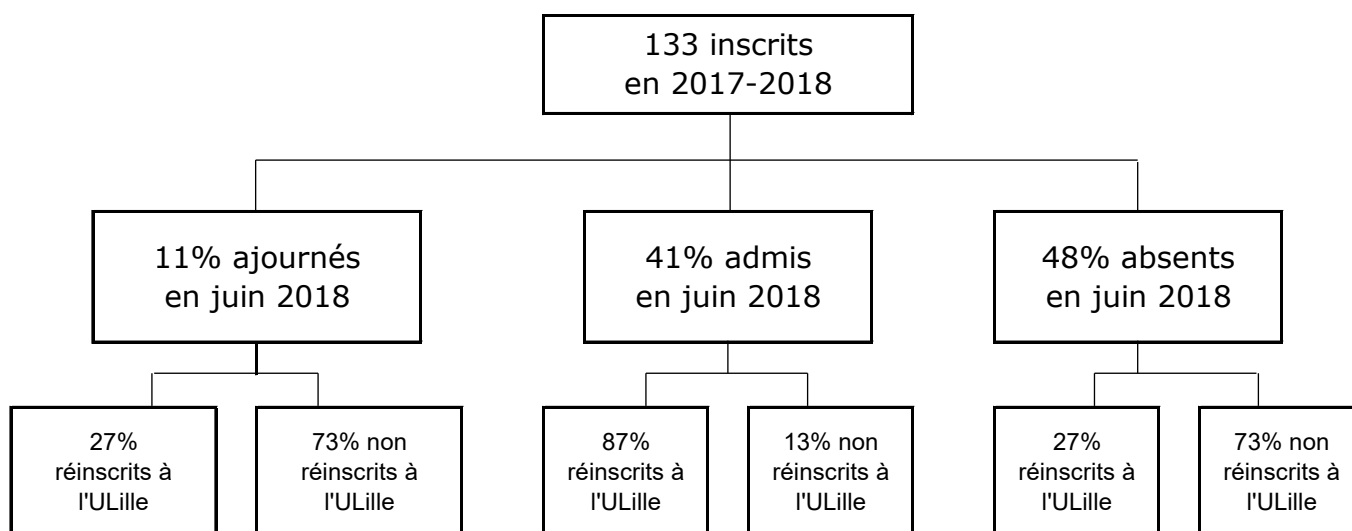 133 inscrits
en 2017-2018
11% ajournés
en juin 2018
41% admis
en juin 2018
48% absents
en juin 2018
27%
réinscrits à
l'ULille
73% non
réinscrits à
l'ULille
87%
réinscrits à
l'ULille
13% non
réinscrits à
l'ULille
27%
réinscrits à
l'ULille
73% non
réinscrits à
l'ULille